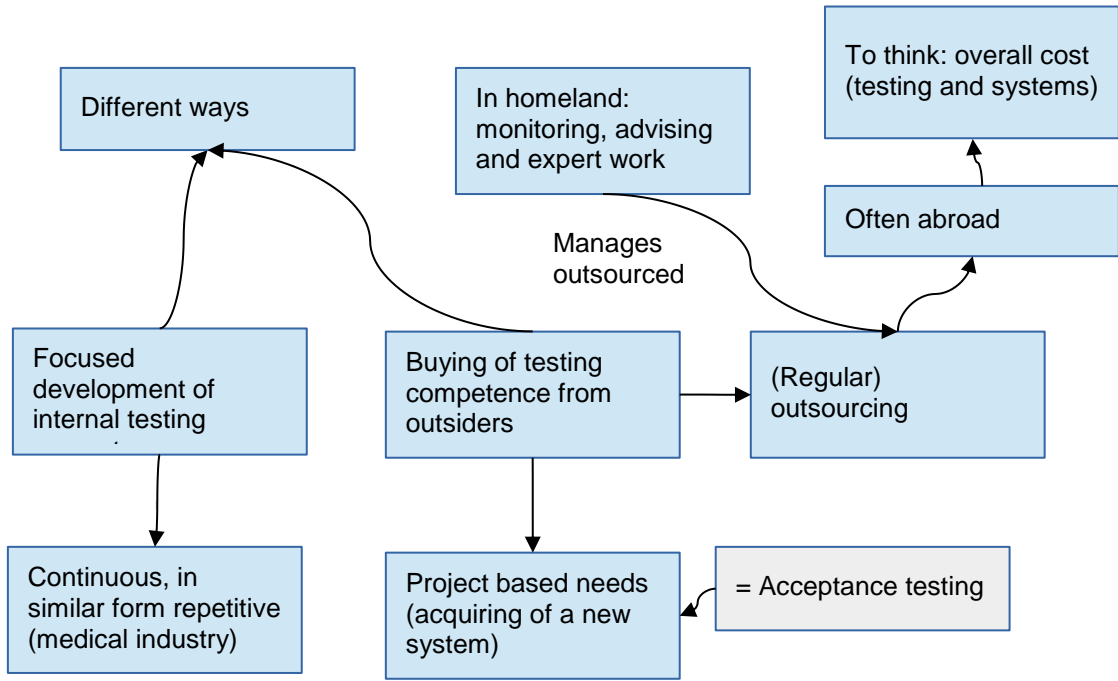 To think: overall cost
(testing and systems)
Different ways
In homeland:
monitoring, advising
and expert work
Often abroad
Manages
outsourced
Focused
development of
internal testing
Buying of testing
competence from
outsiders
(Regular)
outsourcing
Continuous, in
similar form repetitive
(medical industry)
Project based needs
(acquiring of a new
system)
= Acceptance testing